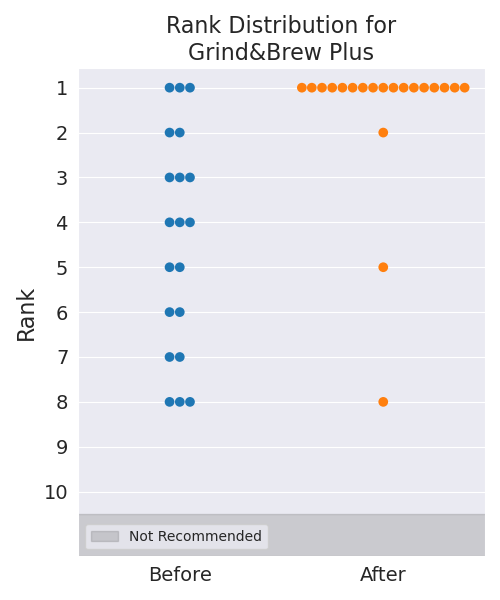 Rank Distribution for
Grind&Brew Plus
Rank
1
2
3
4
5
6
7
8
9
10
Not Recommended
Before
After